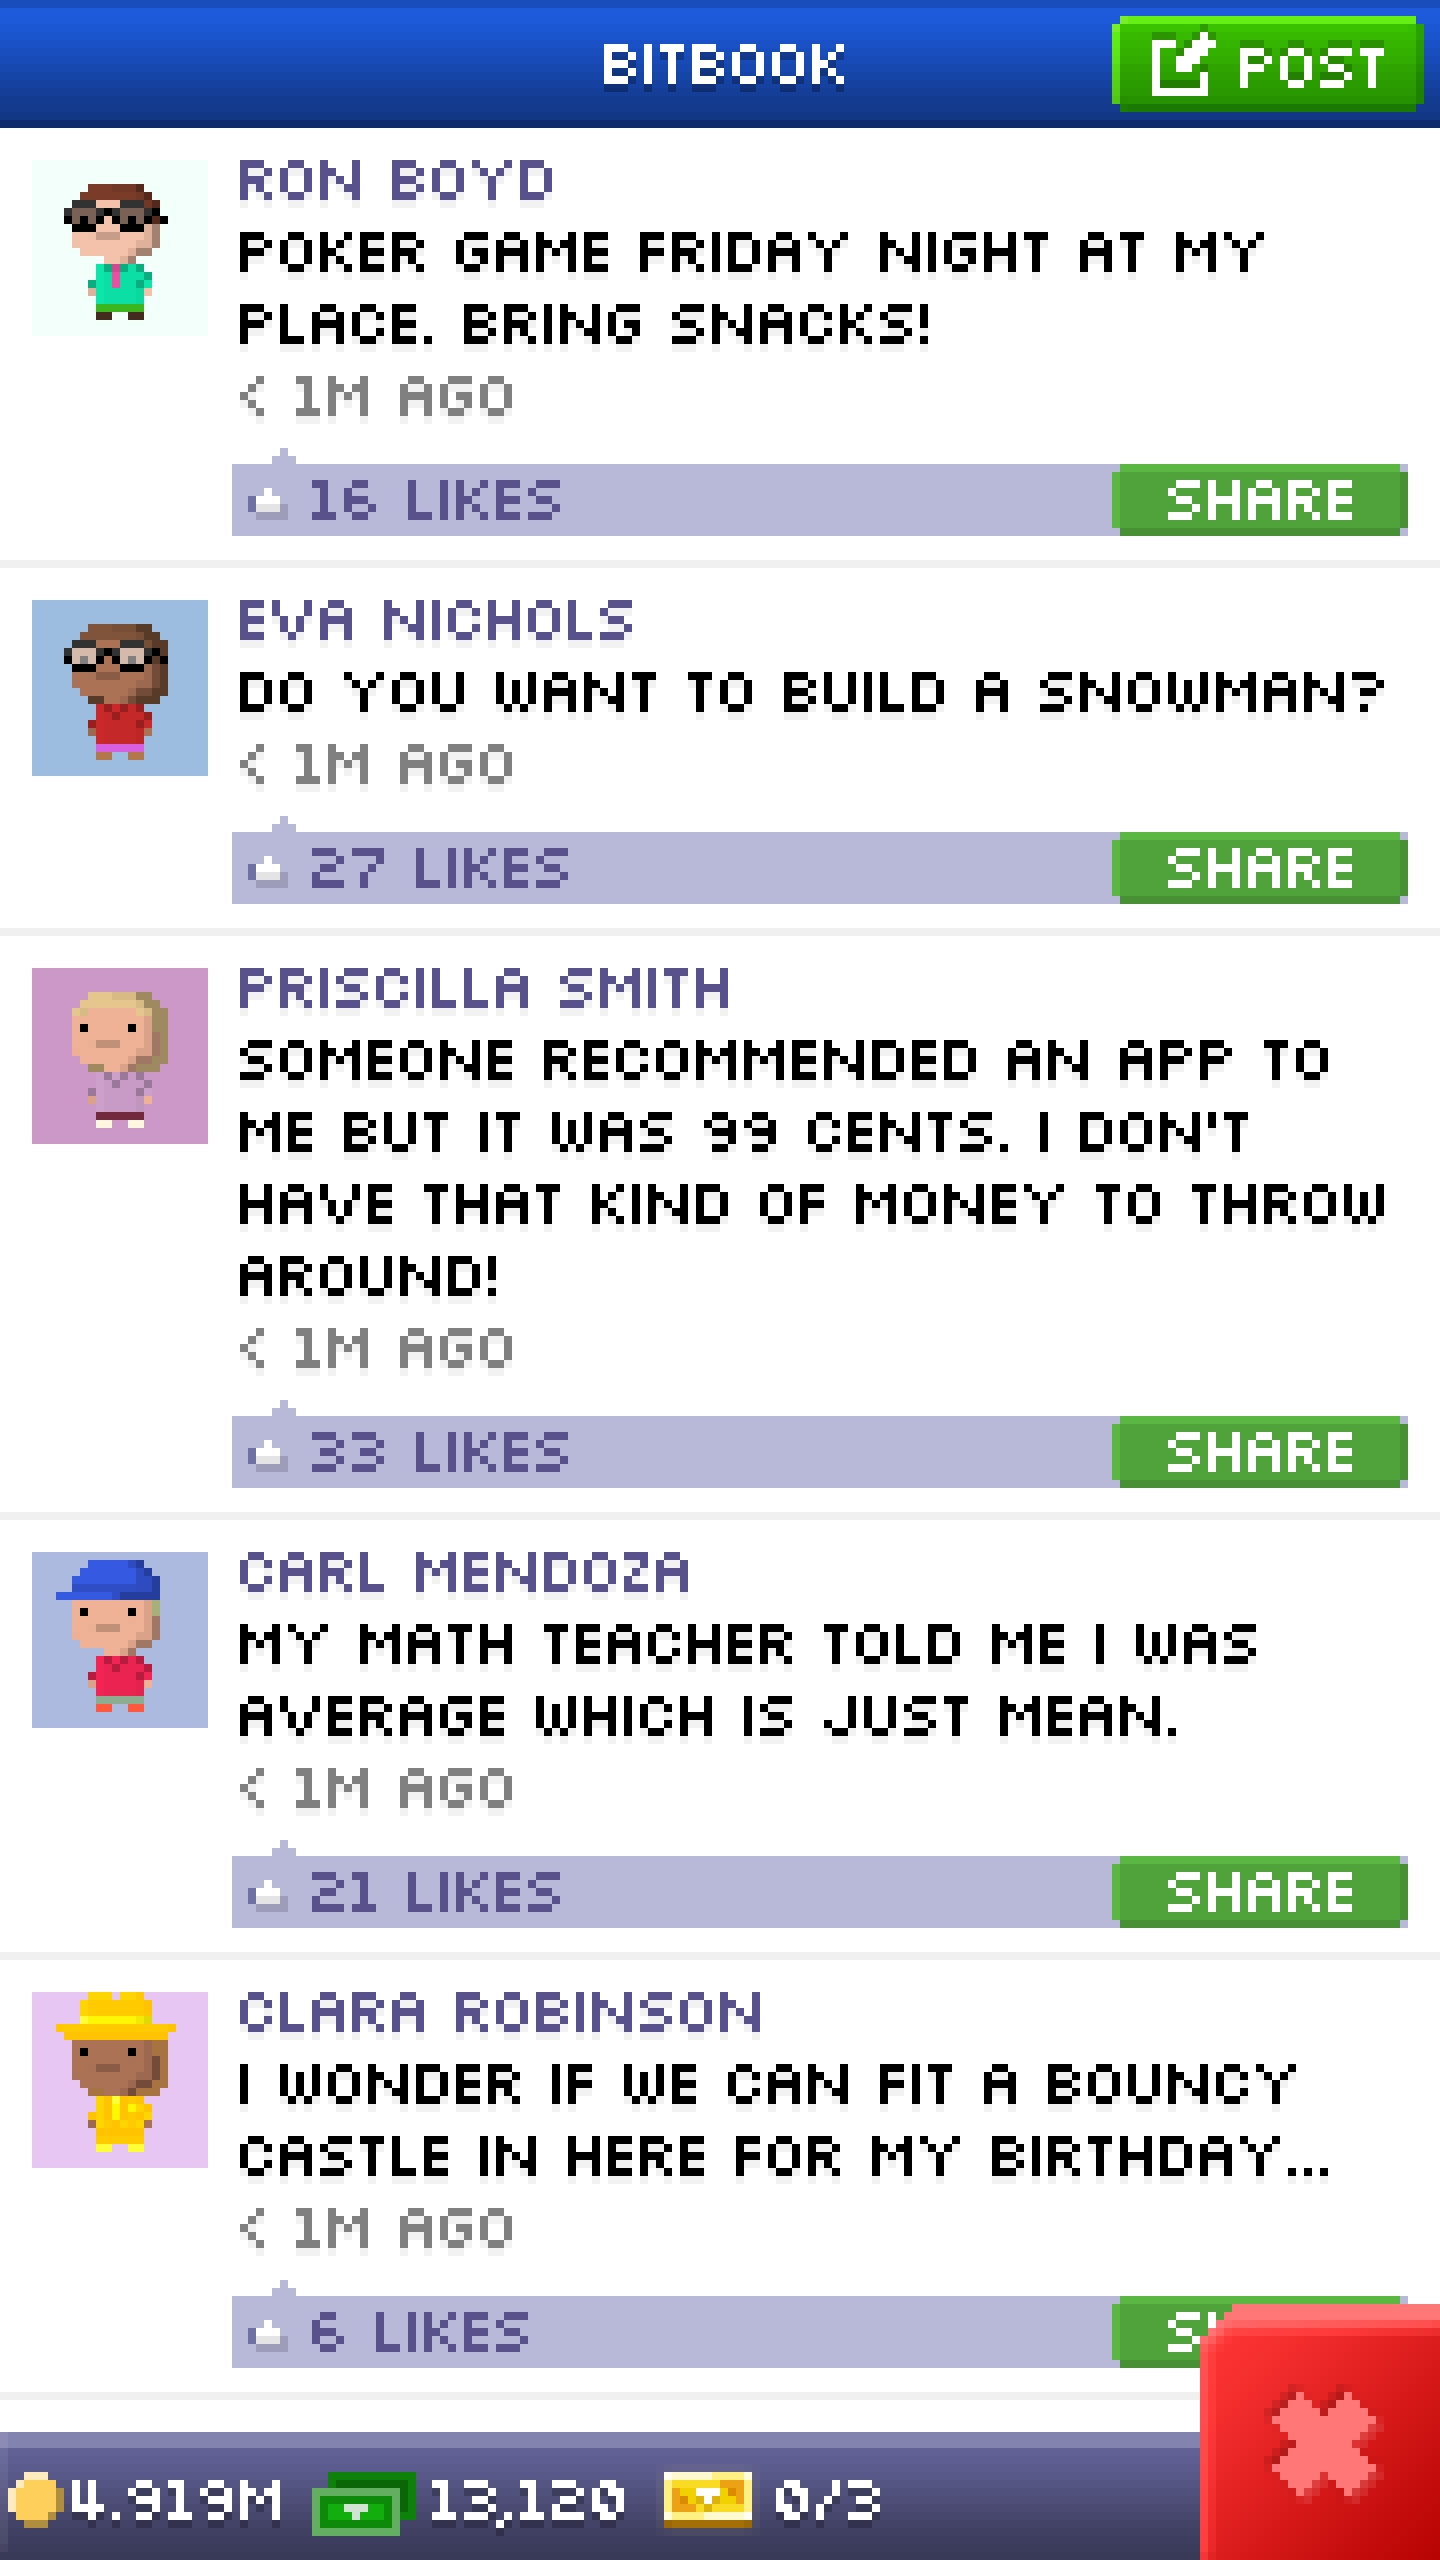 BITBOOK
POST
RON BOYD
POKER GAME FRIDAY NIGHT AT MY
PLACE. BRING SNACKS!
< 1M AGO
16 LIKES
SHARE
EVA NICHOLS
DO YOU WANT TO BUILD A SNOWMAN?
< 1M AGO
27 LIKES
SHARE
PRISCILLA SMITH
SOMEONE RECOMMENDED AN APP TO
ME BUT IT WAS 99 CENTS. I DON'T
HAVE THAT KIND OF MONEY TO THROW
AROUND!
< 1M AGO
33 LIKES
SHARE
CARL MENDOZA
MY MATH TEACHER TOLD ME I WAS
AVERAGE WHICH IS JUST MEAN.
< 1M AGO
21 LIKES
SHARE
CLARA ROBINSON
I WONDER IF WE CAN FIT A BOUNCY
CASTLE IN HERE FOR MY BIRTHDAY...
< 1M AGO
6 LIKES
4.919M 13,120 0/3